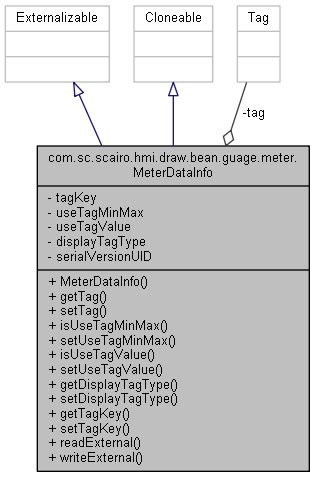 Externalizable
Cloneable
Tag
-tag
com.sc.scairo.hmi.draw.bean.guage.meter.
MeterDataInfo
- tagKey
- useTagMinMax
- useTagValue
- displayTagType
- serialVersionUID
+ MeterDataInfo()
+ getTag()
+ setTag()
+ isUseTagMinMax()
+ setUseTagMinMax()
+ isUseTagValue()
+ setUseTagValue()
+ getDisplayTagType()
+ setDisplayTagType()
+ getTagKey()
+ setTagKey()
+ readExternal()
+ writeExternal()